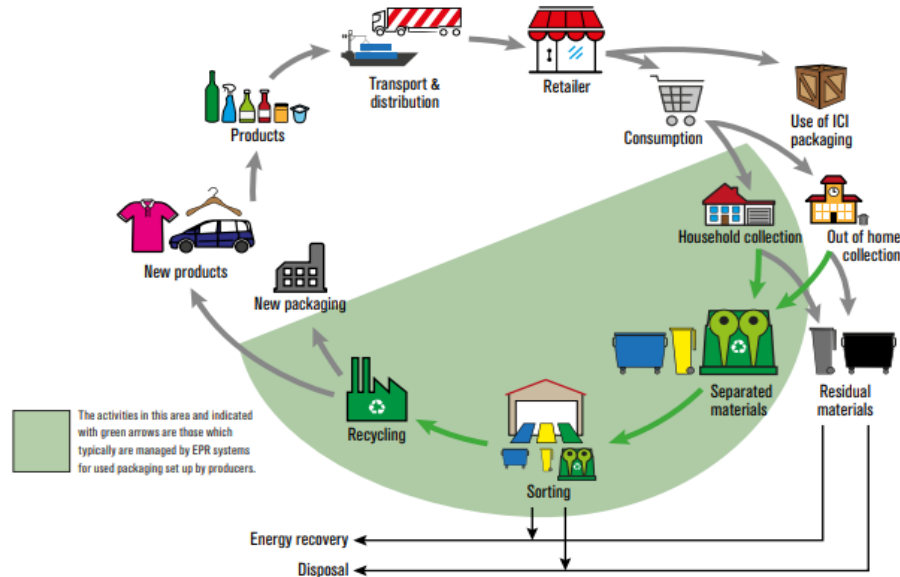 Transport &
distribution
Retailer
Consumption
Use of ICI
packaging
Products
Household collection
Out of home
collection
New products
New packaging
Separated
materials
Residual
materials
Recycling
Sorting
The activities in this area and indicated
with green arrows are those which
typically are managed by EPR systems
for used packaging set up by producers.
Energy recovery
Disposal